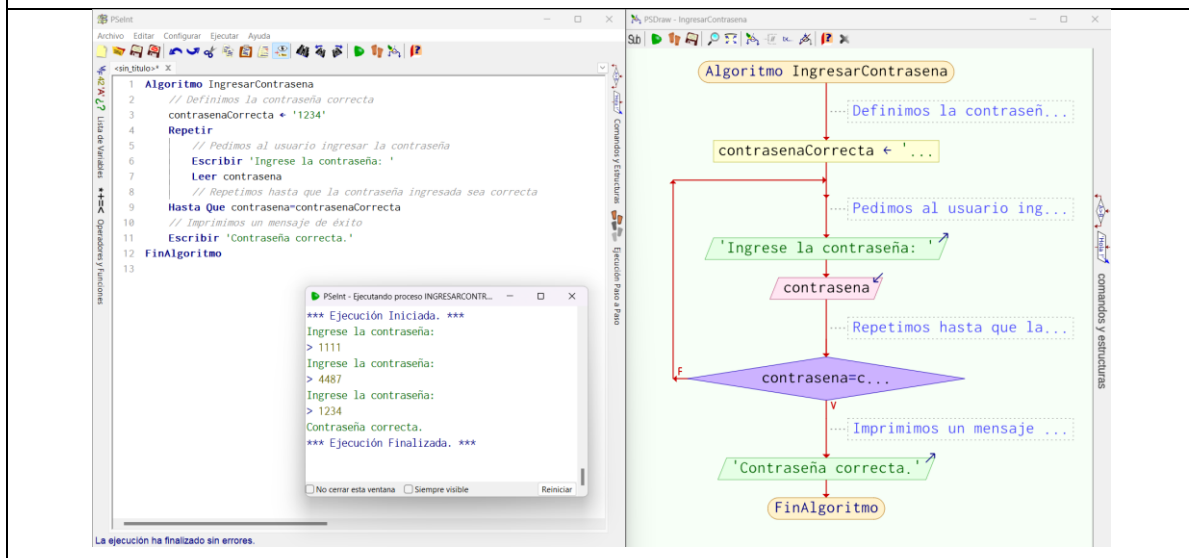 PSeInt
Archivo Editar Configurar Ejecutar Ayuda
<sin_titulo>* X
Lista de Variables
Operadores y Funciones
1 Algoritmo IngresarContrasena
2 // Definimos la contraseña correcta
3 contrasenaCorrecta ← '1234'
4 Repetir
5 // Pedimos al usuario ingresar la contraseña
6 Escribir 'Ingrese la contraseña: '
7 Leer contrasena
8 // Repetimos hasta que la contraseña ingresada sea correcta
9 Hasta Que contrasena=contrasenaCorrecta
10 // Imprimimos un mensaje de éxito
11 Escribir 'Contraseña correcta.'
12 FinAlgoritmo
13
Comandos y Estructuras
Ejecución Paso a Paso
PSeInt - Ejecutando proceso INGRESARCONTR...
*** Ejecución Iniciada. ***
Ingrese la contraseña:
> 1111
Ingrese la contraseña:
> 4487
Ingrese la contraseña:
> 1234
Contraseña correcta.
*** Ejecución Finalizada. ***
No cerrar esta ventana Siempre visible Reiniciar
La ejecución ha finalizado sin errores.
PSDraw - IngresarContrasena
Sub
Algoritmo IngresarContrasena
Definimos la contraseñ...
contrasenaCorrecta ← '...
Pedimos al usuario ing...
'Ingrese la contraseña: '
contrasena
Repetimos hasta que la...
contrasena=c...
F
V
Imprimimos un mensaje ...
'Contraseña correcta.'
FinAlgoritmo
comandos y estructuras